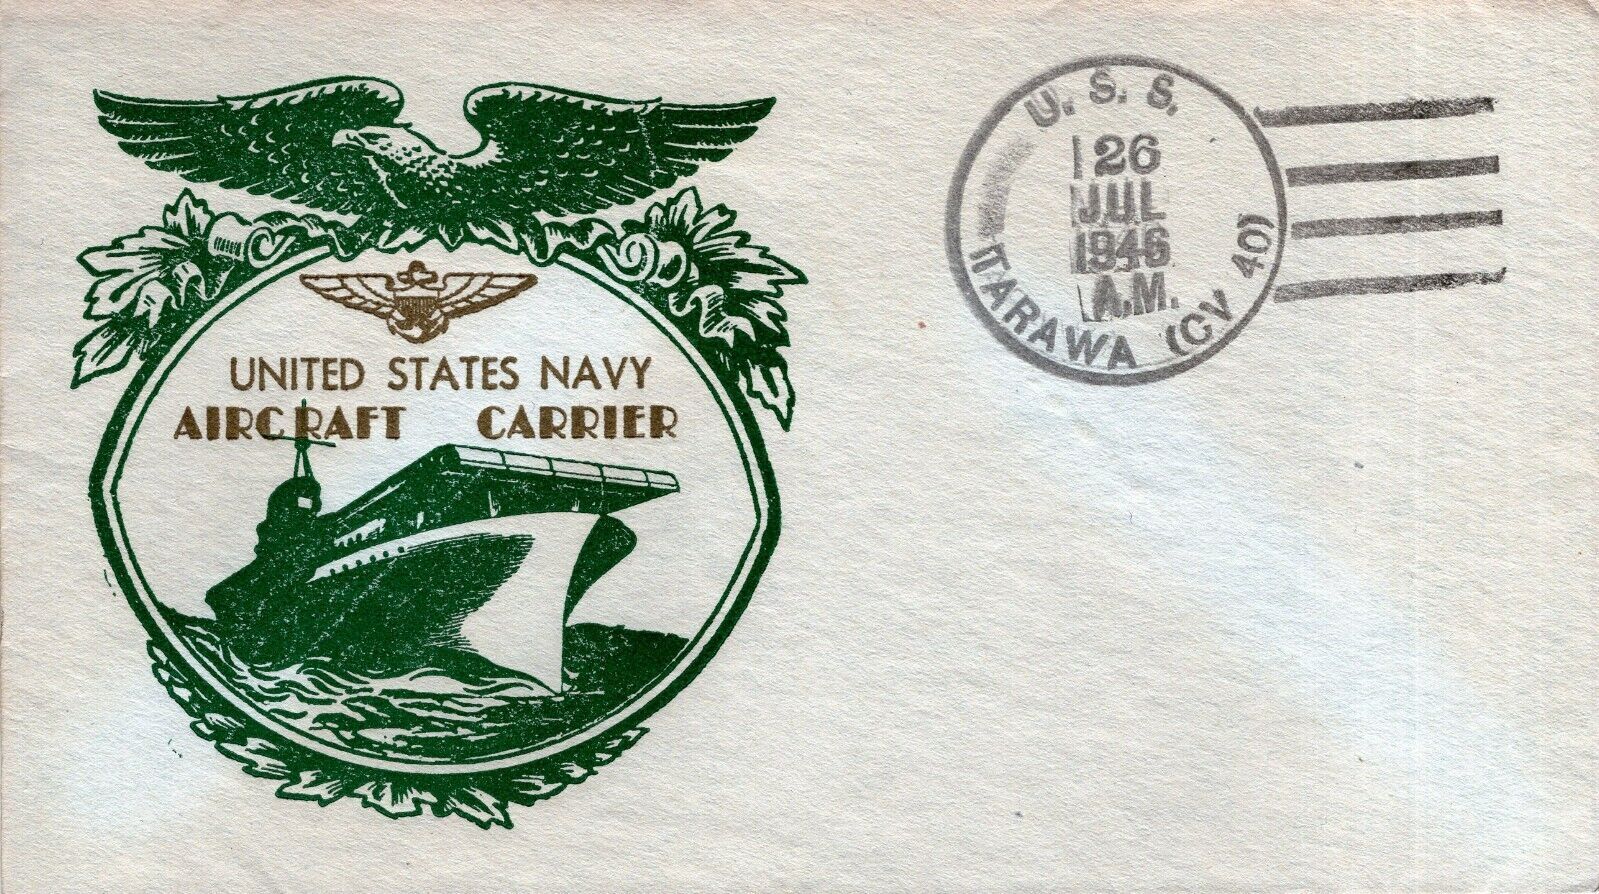 UNITED STATES NAVY
AIRCRAFT CARRIER
U. S. S.
TARAWA (CV 40)
26
JUL
1946
A.M.